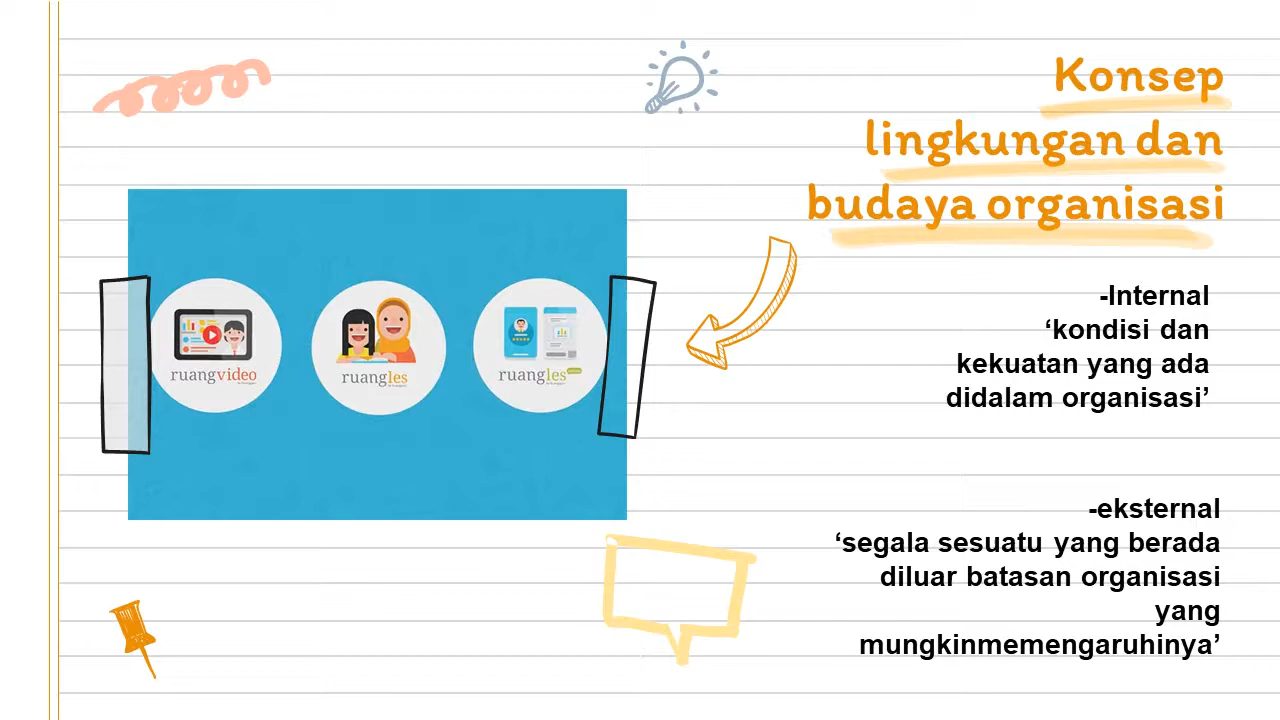 Konsep
lingkungan dan
budaya organisasi
ruangvideo
ruangles
ruangles
-Internal
‘kondisi dan
kekuatan yang ada
didalam organisasi’
-eksternal
‘segala sesuatu yang berada
diluar batasan organisasi
yang
mungkinmemengaruhinya’